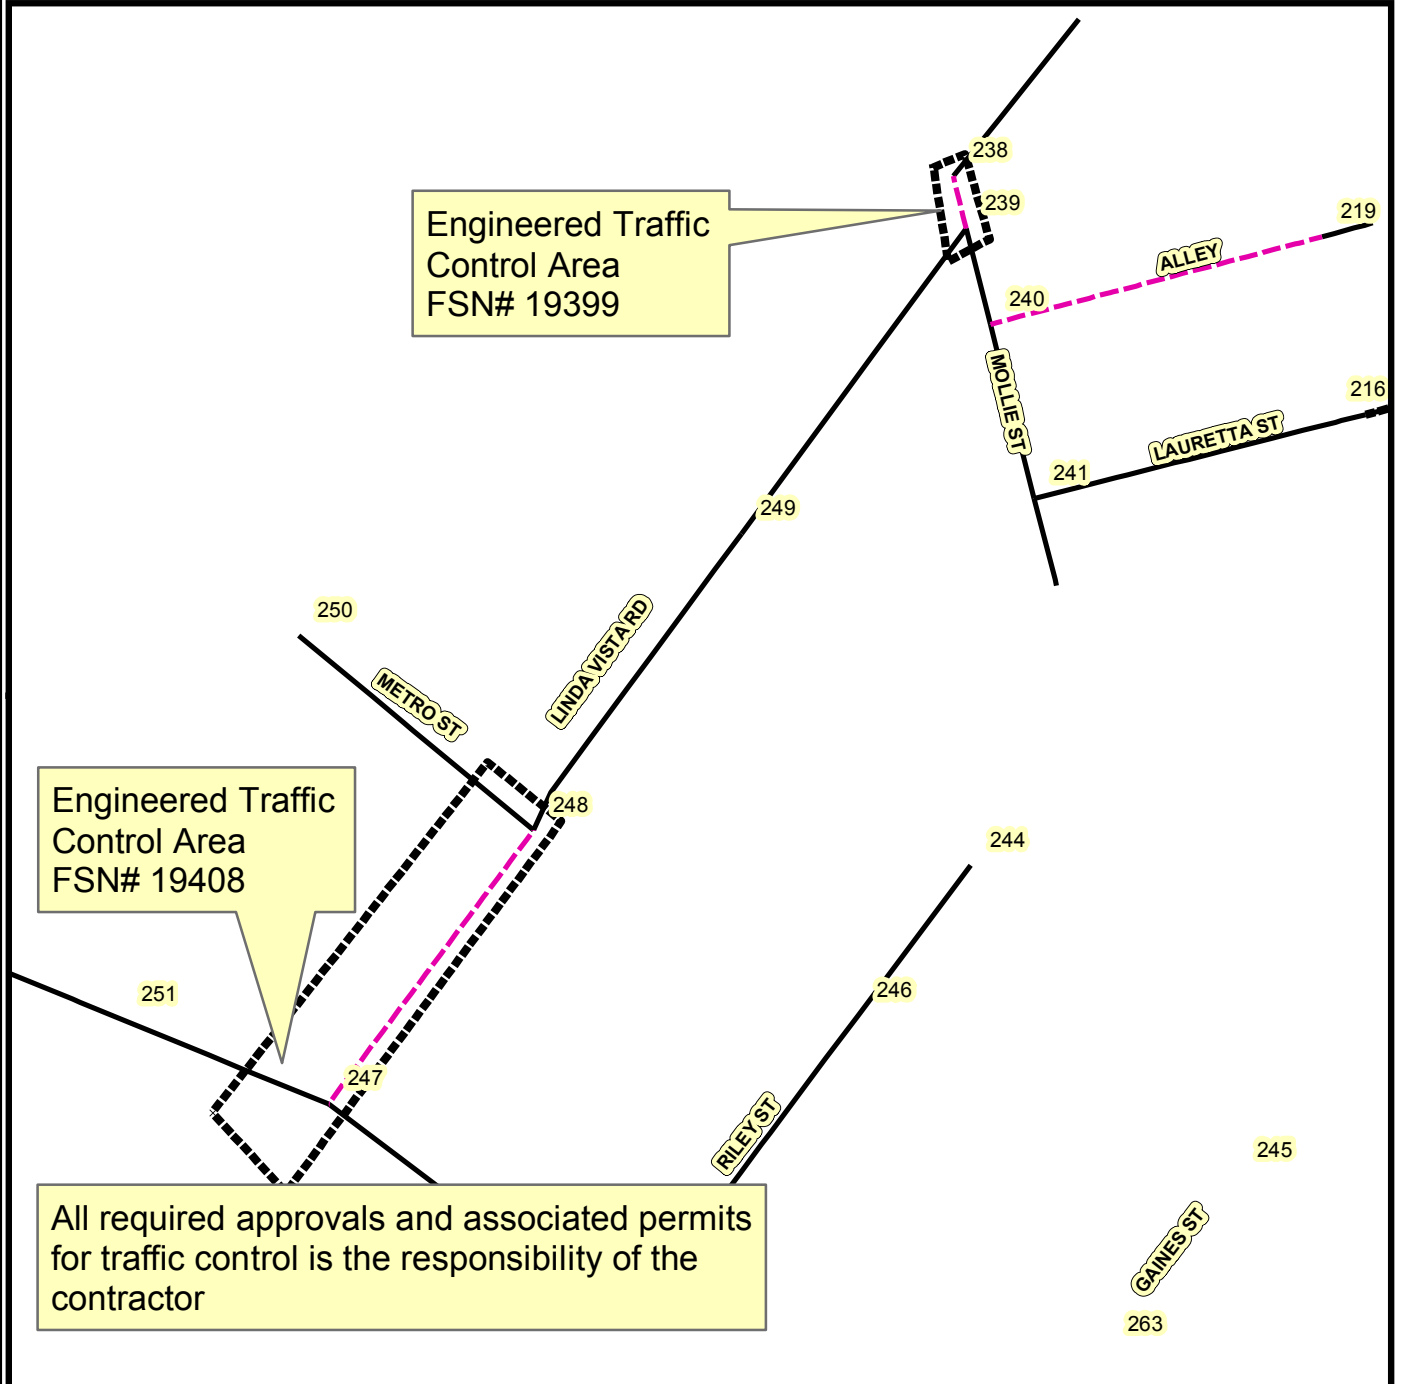 238
Engineered Traffic
Control Area
FSN# 19399
239
219
ALLEY
240
MOLLIE ST
216
LAURETTA ST
241
249
250
LINDA VISTA RD
METRO ST
Engineered Traffic
Control Area
FSN# 19408
248
244
251
246
247
RILEY ST
245
All required approvals and associated permits
for traffic control is the responsibility of the
contractor
GAINES ST
263